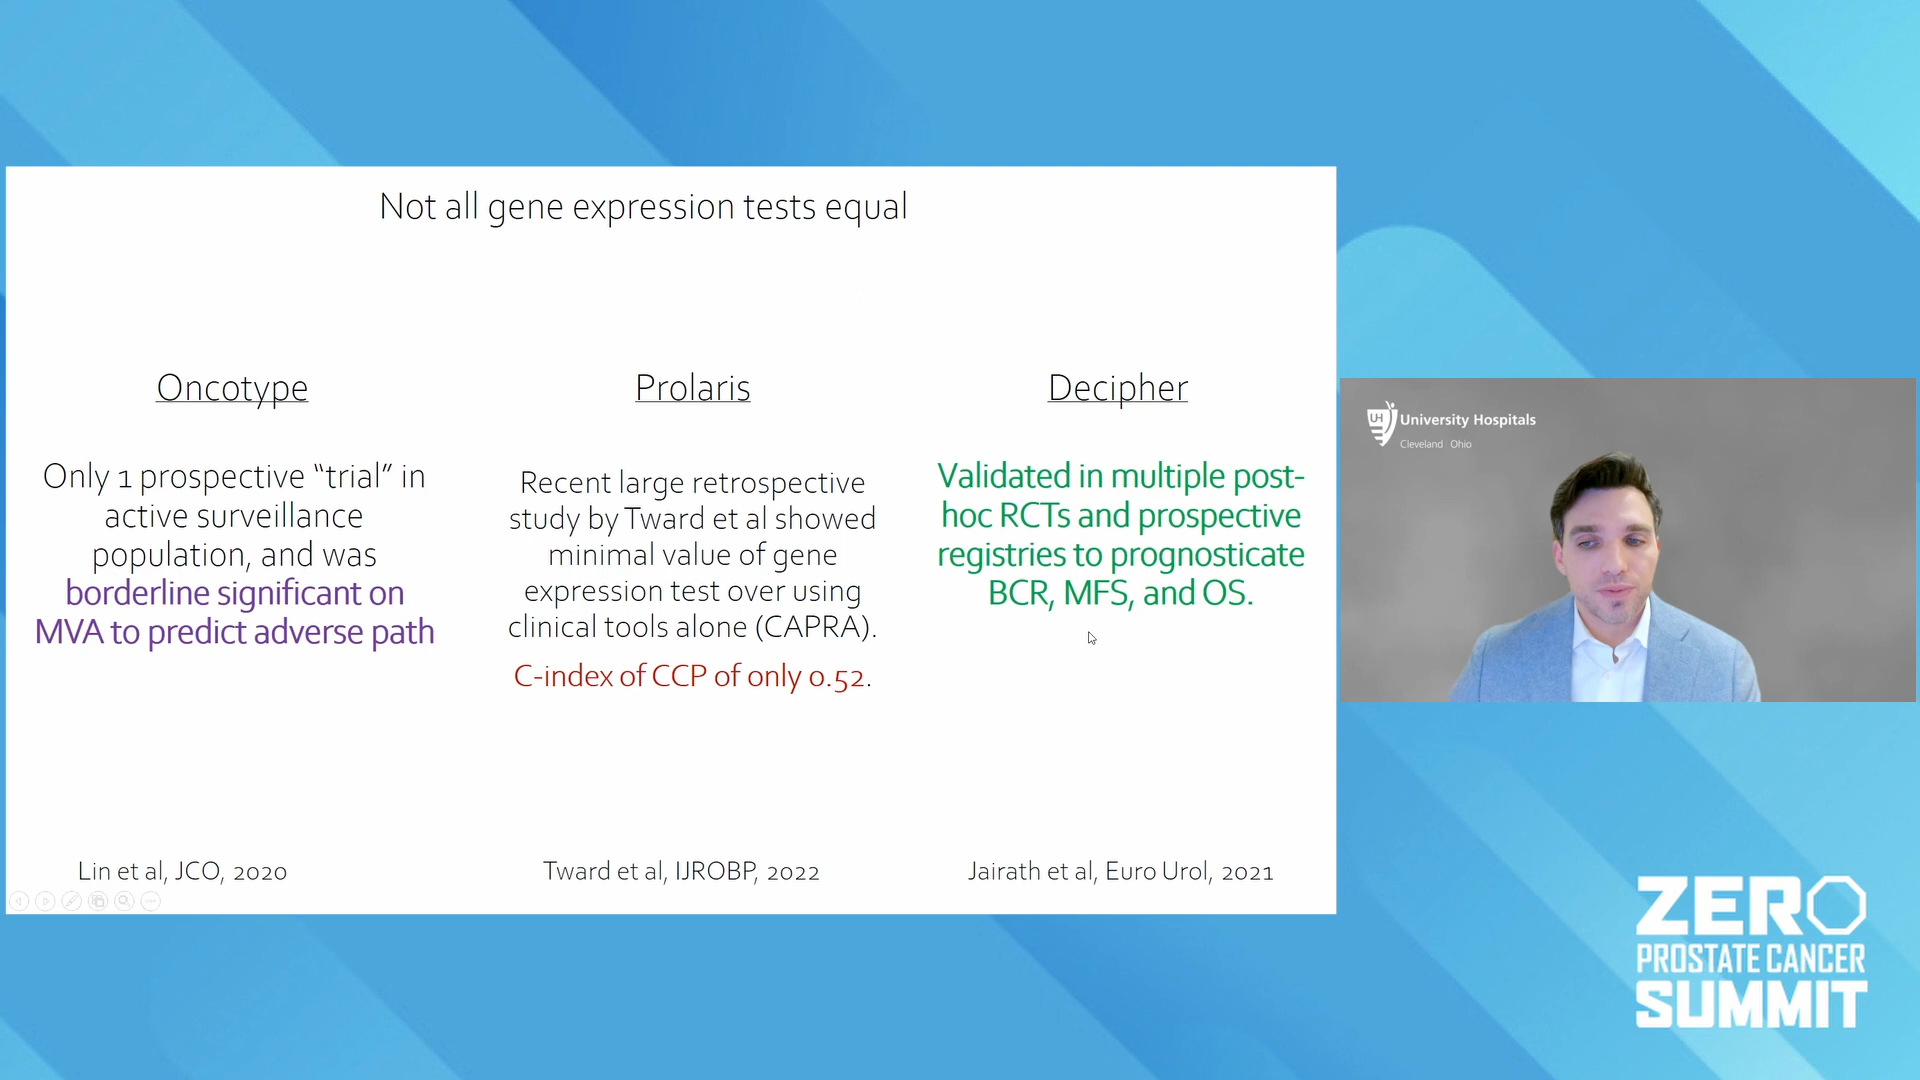 Not all gene expression tests equal
Oncotype
Only 1 prospective “trial” in
active surveillance
population, and was
borderline significant on
MVA to predict adverse path
Lin et al, JCO, 2020
Prolaris
Recent large retrospective
study by Tward et al showed
minimal value of gene
expression test over using
clinical tools alone (CAPRA).
C-index of CCP of only 0.52.
Tward et al, IJROBP, 2022
Decipher
Validated in multiple post-
hoc RCTs and prospective
registries to prognosticate
BCR, MFS, and OS.
Jairath et al, Euro Urol, 2021
UH
University Hospitals
Cleveland Ohio
ZERO
PROSTATE CANCER
SUMMIT